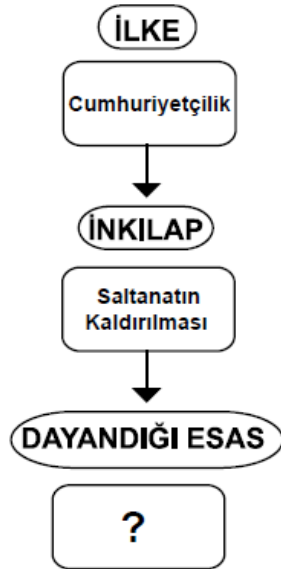 İLKE
Cumhuriyetçilik
İNKILAP
Saltanatın
Kaldırılması
DAYANDIĞI ESAS
?